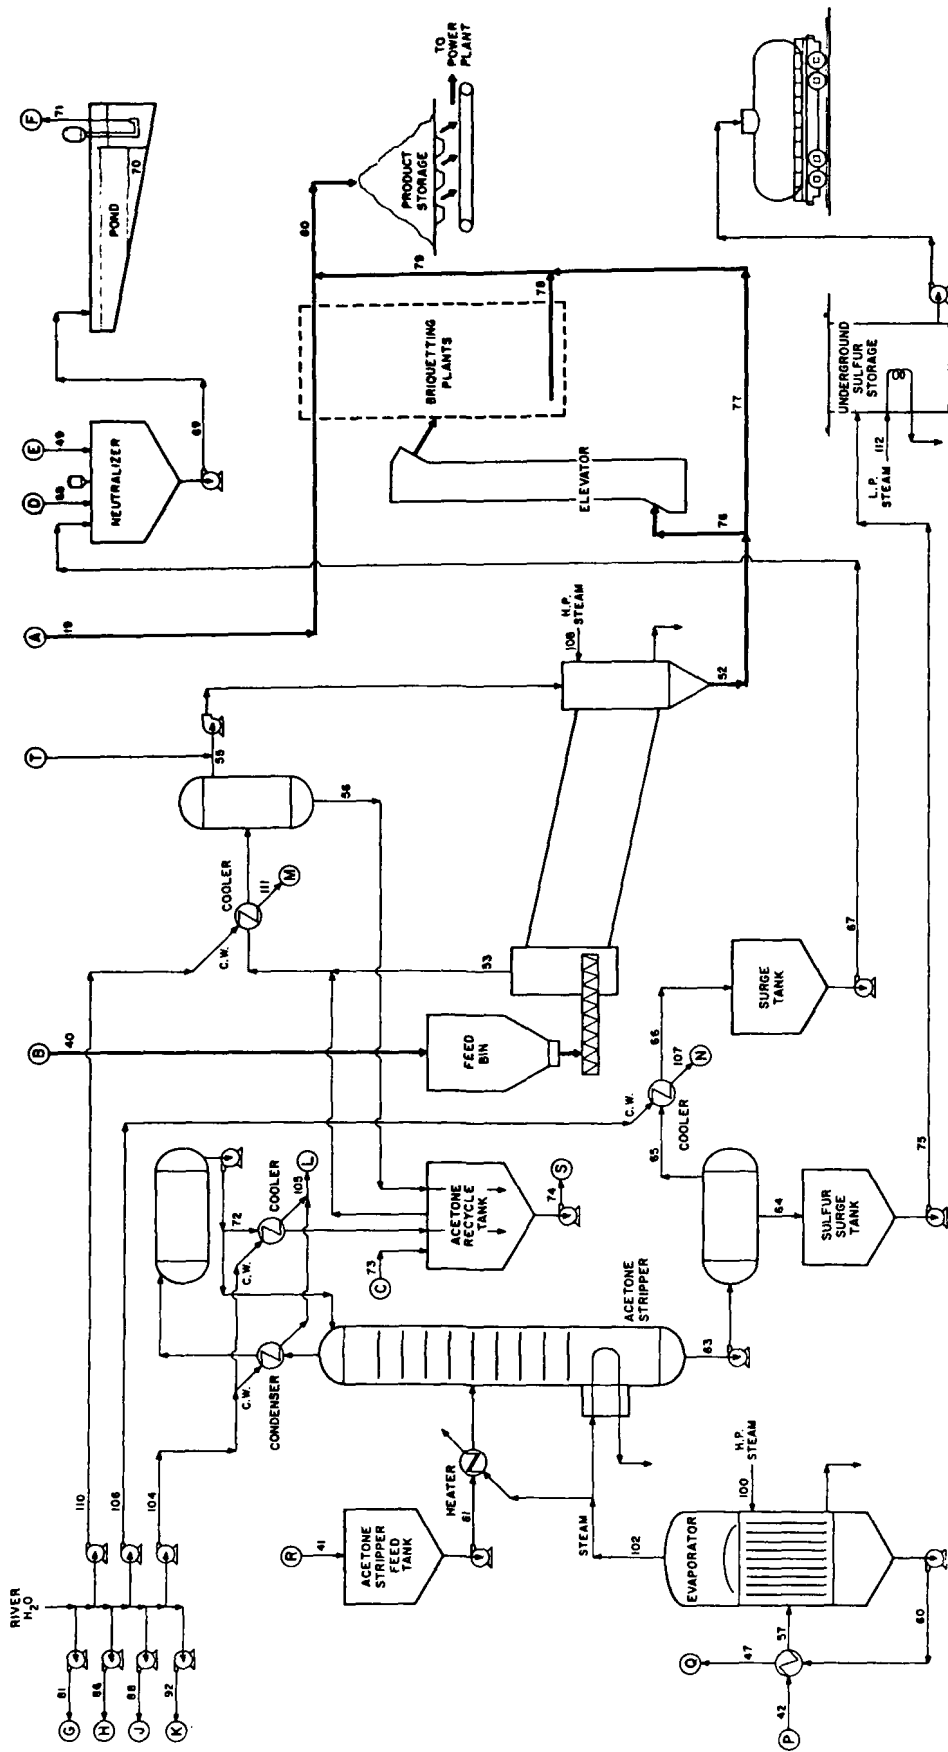 RIVER
H2O
81
G
86
H
88
J
92
K
110
106
104
C.W.
CONDENSER
C.W.
COOLER
72
105
L
B
40
C.W.
COOLER
111
M
T
55
56
A
19
D
E
49
NEUTRALIZER
69
POND
70
F
71
80
PRODUCT
STORAGE
TO
POWER
PLANT
79
78
BRIQUETTING
PLANTS
ELEVATOR
76
77
R
41
ACETONE
STRIPPER
FEED
TANK
61
HEATER
ACETONE
STRIPPER
63
C
73
ACETONE
RECYCLE
TANK
74
S
FEED
BIN
53
H.P.
STEAM
108
52
STEAM
102
EVAPORATOR
100
H.P.
STEAM
Q
47
P
42
57
60
64
65
C.W.
COOLER
107
N
66
SURGE
TANK
67
SULFUR
SURGE
TANK
75
L.P.
STEAM
112
UNDERGROUND
SULFUR
STORAGE